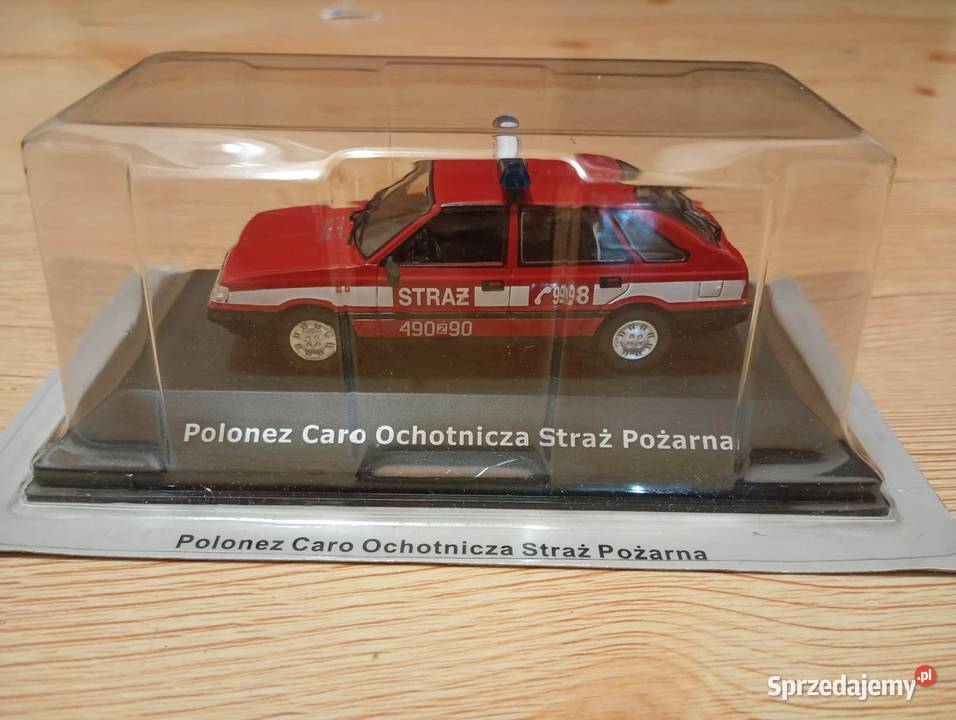 STRAŻ 998
490Z90
Polonez Caro Ochotnicza Straż Pożarna
Polonez Caro Ochotnicza Straż Pożarna
Sprzedajemy.pl